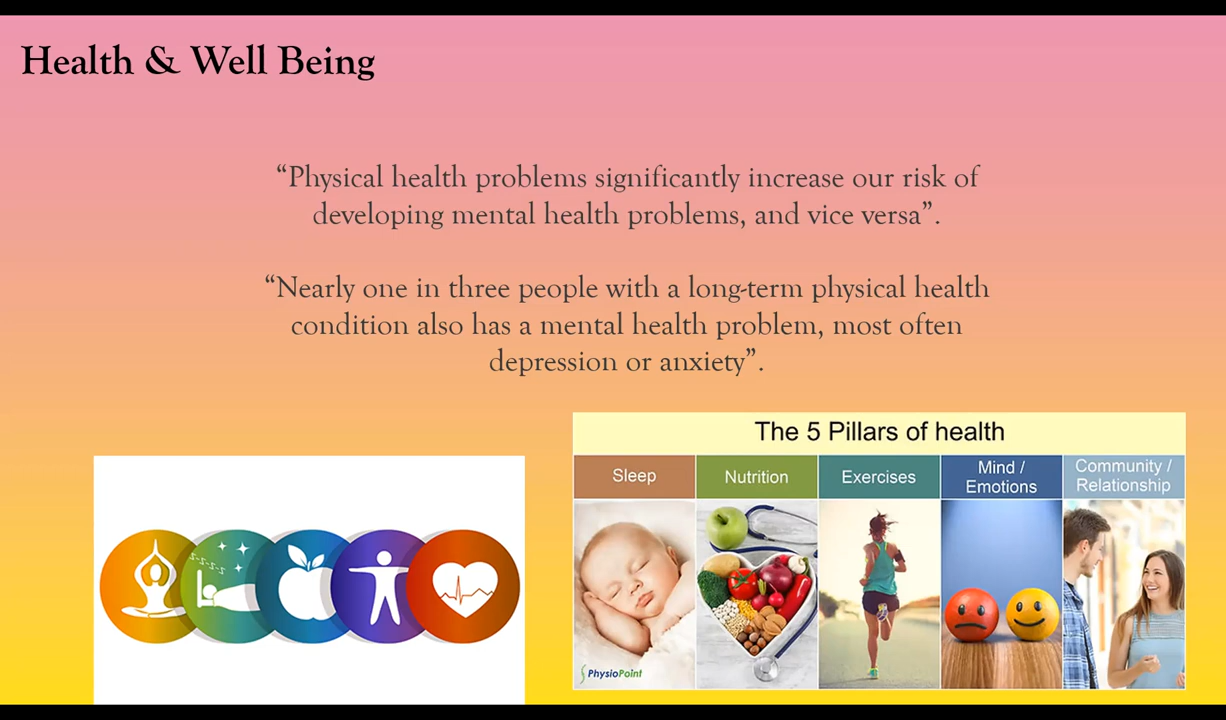 Health & Well Being
“Physical health problems significantly increase our risk of
developing mental health problems, and vice versa”.
“Nearly one in three people with a long-term physical health
condition also has a mental health problem, most often
depression or anxiety”.
The 5 Pillars of health
Sleep
Nutrition
Exercises
Mind /
Emotions
Community /
Relationship
zzzzz
PhysioPoint